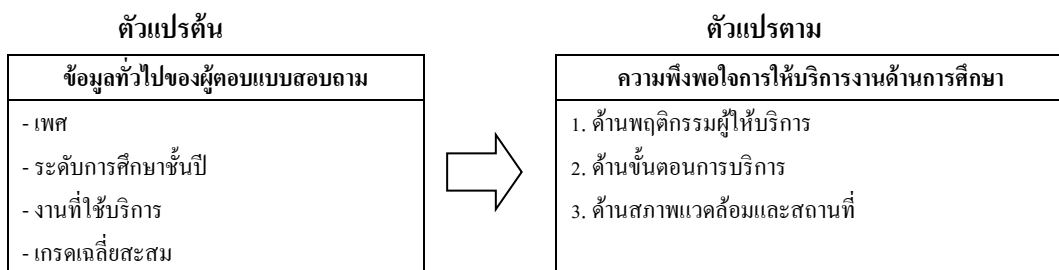 ตัวแปรต้น
ข้อมูลทั่วไปของผู้ตอบแบบสอบถาม
- เพศ
- ระดับการศึกษาชั้นปี
- งานที่ใช้บริการ
- เกรดเฉลี่ยสะสม
ตัวแปรตาม
ความพึงพอใจการให้บริการงานด้านการศึกษา
1. ด้านพฤติกรรมผู้ให้บริการ
2. ด้านขั้นตอนการบริการ
3. ด้านสภาพแวดล้อมและสถานที่